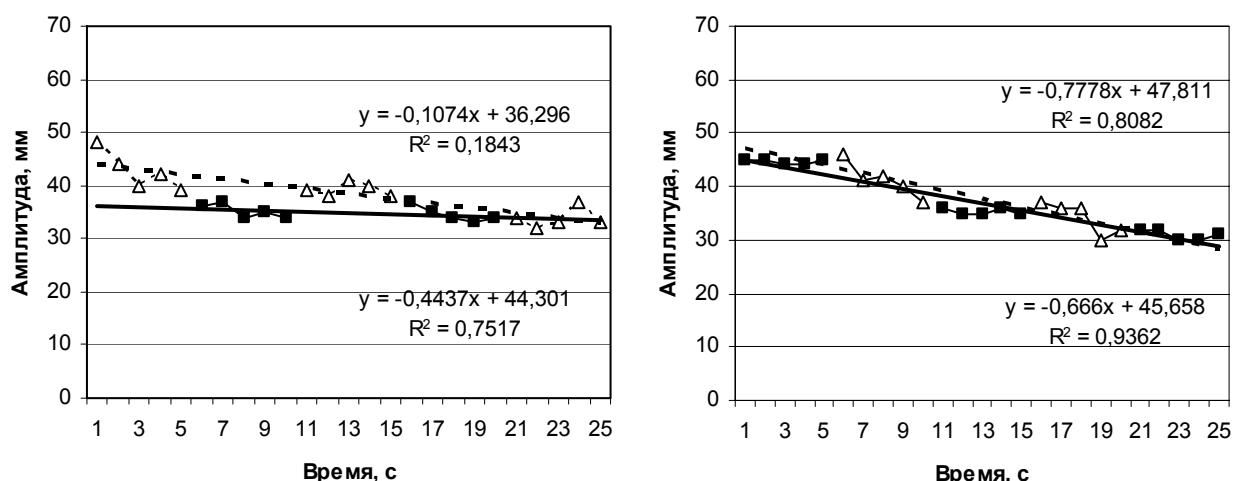 Амплитуда, мм
70
60
50
40
30
20
10
0
y = -0,1074x + 36,296
R² = 0,1843
y = -0,4437x + 44,301
R² = 0,7517
1 3 5 7 9 11 13 15 17 19 21 23 25
Время, с
Амплитуда, мм
70
60
50
40
30
20
10
0
y = -0,7778x + 47,811
R² = 0,8082
y = -0,666x + 45,658
R² = 0,9362
1 3 5 7 9 11 13 15 17 19 21 23 25
Время, с